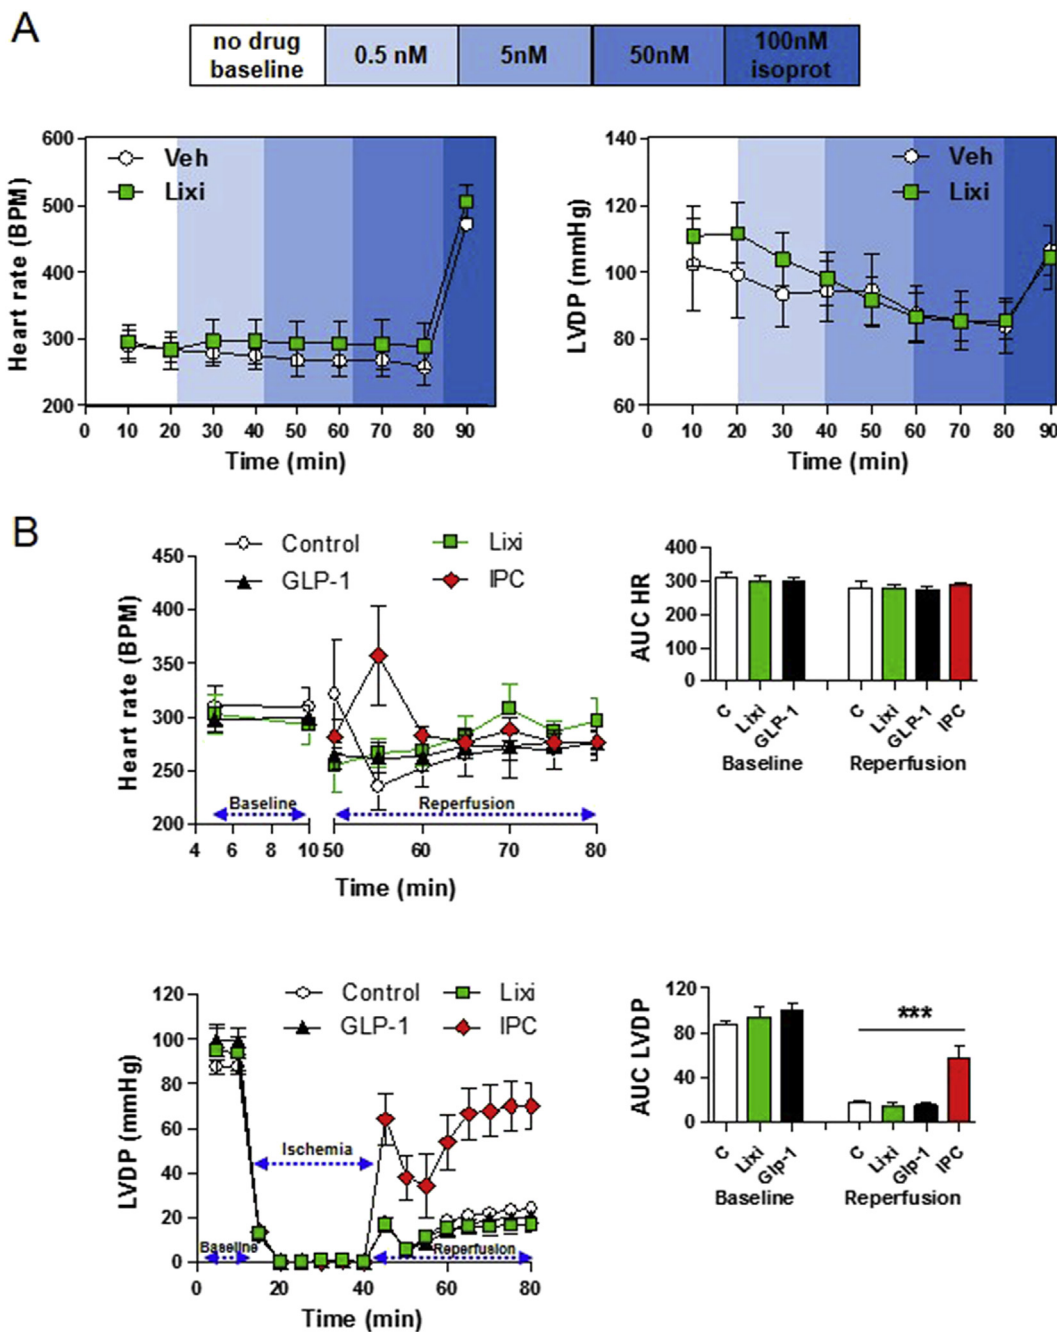 A
no drug baseline 0.5 nM 5nM 50nM 100nM isoprot
600
500
400
300
200
Heart rate (BPM)
Veh
Lixi
0 10 20 30 40 50 60 70 80 90
Time (min)
140
120
100
80
60
LVDP (mmHg)
Veh
Lixi
0 10 20 30 40 50 60 70 80 90
Time (min)
B
Control Lixi
GLP-1 IPC
450
400
350
300
250
200
Heart rate (BPM)
Baseline Reperfusion
4 6 8 10 50 60 70 80
Time (min)
400
300
200
100
0
AUC HR
C Lixi GLP-1 C Lixi GLP-1 IPC
Baseline Reperfusion
Control Lixi
GLP-1 IPC
120
100
80
60
40
20
0
LVDP (mmHg)
Ischemia
Baseline Reperfusion
0 20 40 60 80
Time (min)
120
80
40
0
AUC LVDP
***
C Lixi Glp-1 C Lixi Glp-1 IPC
Baseline Reperfusion